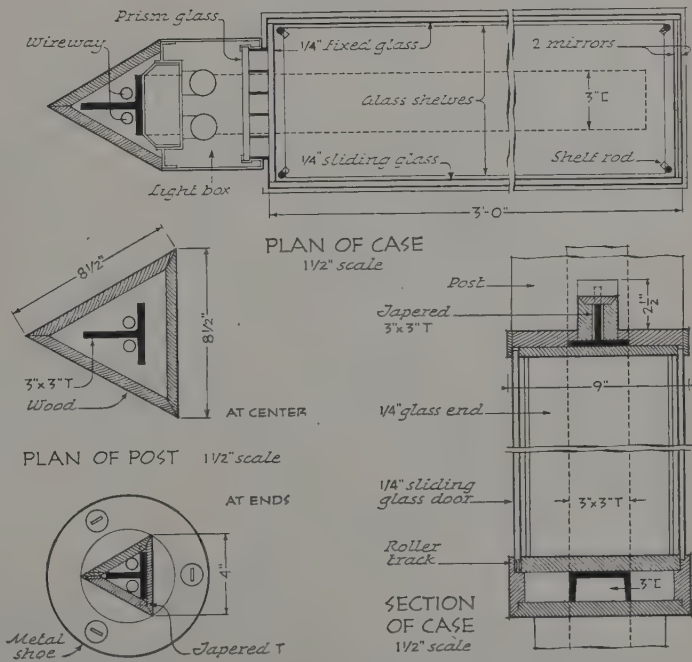 Prism glass
Wireway
1/4" fixed glass
2 mirrors
Glass shelves
3"[
1/4" sliding glass
Shelf rod
Light box
3'-0"
PLAN OF CASE
1 1/2" scale
8 1/2"
8 1/2"
3"x3"T
Wood
AT CENTER
PLAN OF POST 1 1/2" scale
AT ENDS
4"
Metal
shoe
Tapered T
Post
Tapered
3"x3"T
2 1/2"
9"
1/4" glass end
1/4" sliding
glass door
3"x3"T
Roller
track
3"[
SECTION
OF CASE
1 1/2" scale